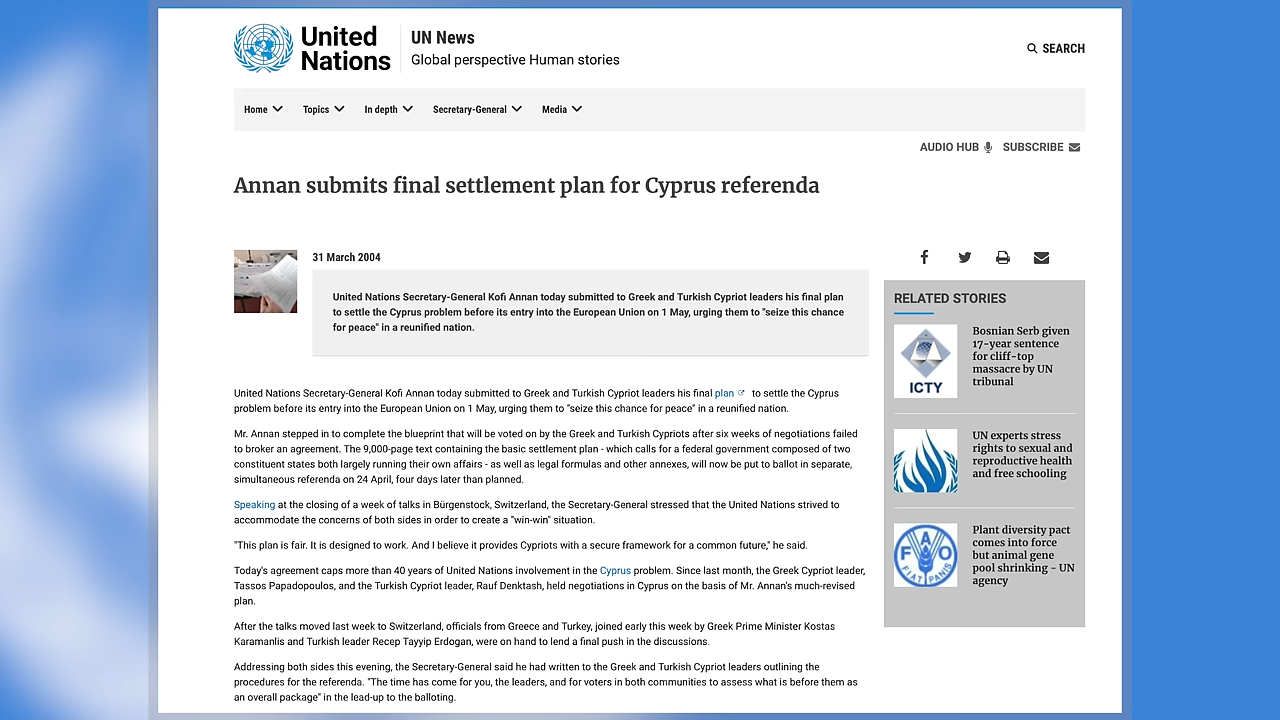 United
Nations
UN News
Global perspective Human stories
SEARCH
Home
Topics
In depth
Secretary-General
Media
AUDIO HUB
SUBSCRIBE
Annan submits final settlement plan for Cyprus referenda
31 March 2004
United Nations Secretary-General Kofi Annan today submitted to Greek and Turkish Cypriot leaders his final plan
to settle the Cyprus problem before its entry into the European Union on 1 May, urging them to "seize this chance
for peace" in a reunified nation.
United Nations Secretary-General Kofi Annan today submitted to Greek and Turkish Cypriot leaders his final plan to settle the Cyprus
problem before its entry into the European Union on 1 May, urging them to "seize this chance for peace" in a reunified nation.
Mr. Annan stepped in to complete the blueprint that will be voted on by the Greek and Turkish Cypriots after six weeks of negotiations failed
to broker an agreement. The 9,000-page text containing the basic settlement plan - which calls for a federal government composed of two
constituent states both largely running their own affairs - as well as legal formulas and other annexes, will now be put to ballot in separate,
simultaneous referenda on 24 April, four days later than planned.
Speaking at the closing of a week of talks in Bürgenstock, Switzerland, the Secretary-General stressed that the United Nations strived to
accommodate the concerns of both sides in order to create a "win-win" situation.
"This plan is fair. It is designed to work. And I believe it provides Cypriots with a secure framework for a common future," he said.
Today's agreement caps more than 40 years of United Nations involvement in the Cyprus problem. Since last month, the Greek Cypriot leader,
Tassos Papadopoulos, and the Turkish Cypriot leader, Rauf Denktash, held negotiations in Cyprus on the basis of Mr. Annan's much-revised
plan.
After the talks moved last week to Switzerland, officials from Greece and Turkey, joined early this week by Greek Prime Minister Kostas
Karamanlis and Turkish leader Recep Tayyip Erdogan, were on hand to lend a final push in the discussions.
Addressing both sides this evening, the Secretary-General said he had written to the Greek and Turkish Cypriot leaders outlining the
procedures for the referenda. "The time has come for you, the leaders, and for voters in both communities to assess what is before them as
an overall package" in the lead-up to the balloting.
RELATED STORIES
ICTY
Bosnian Serb given
17-year sentence
for cliff-top
massacre by UN
tribunal
UN experts stress
rights to sexual and
reproductive health
and free schooling
FAO
FIAT PANIS
Plant diversity pact
comes into force
but animal gene
pool shrinking - UN
agency